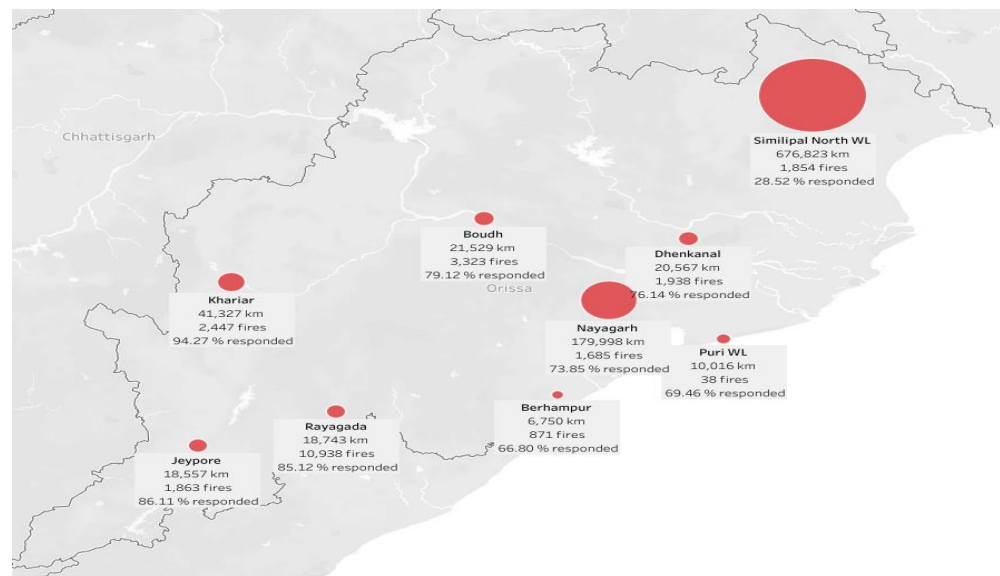 Chhattisgarh
Similipal North WL
676,823 km
1,854 fires
28.52 % responded
Boudh
21,529 km
3,323 fires
79.12 % responded
Dhenkanal
20,567 km
1,938 fires
76.14 % responded
Orissa
Khariar
41,327 km
2,447 fires
94.27 % responded
Nayagarh
179,998 km
1,685 fires
73.85 % responded
Puri WL
10,016 km
38 fires
69.46 % responded
Berhampur
6,750 km
871 fires
66.80 % responded
Rayagada
18,743 km
10,938 fires
85.12 % responded
Jeypore
18,557 km
1,863 fires
86.11 % responded